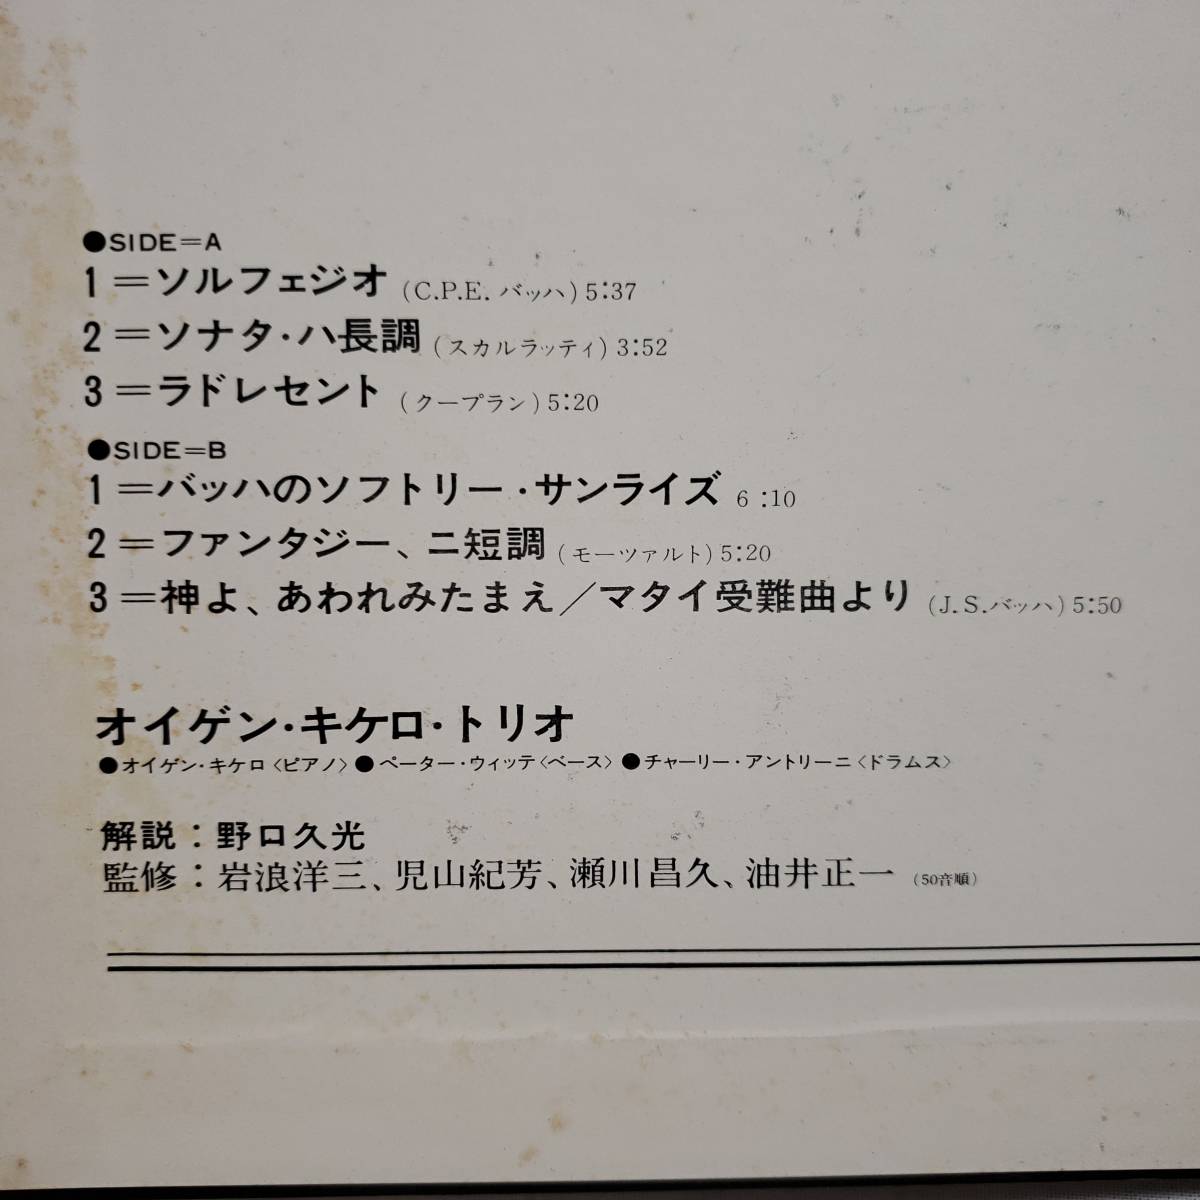 ●SIDE=A
1=ソルフェジオ (C.P.E. バッハ) 5:37
2=ソナタ・ハ長調 (スカルラッティ) 3:52
3=ラドレセント (クープラン) 5:20
●SIDE=B
1=バッハのソフトリー・サンライズ 6:10
2=ファンタジー、ニ短調 (モーツァルト) 5:20
3=神よ、あわれみたまえ/マタイ受難曲より (J.S.バッハ) 5:50
オイゲン・キケロ・トリオ
●オイゲン・キケロ〈ピアノ〉●ペーター・ウィッテ〈ベース〉●チャーリー・アントリーニ〈ドラムス〉
解説：野口久光
監修：岩浪洋三、児山紀芳、瀬川昌久、油井正一 (50音順)